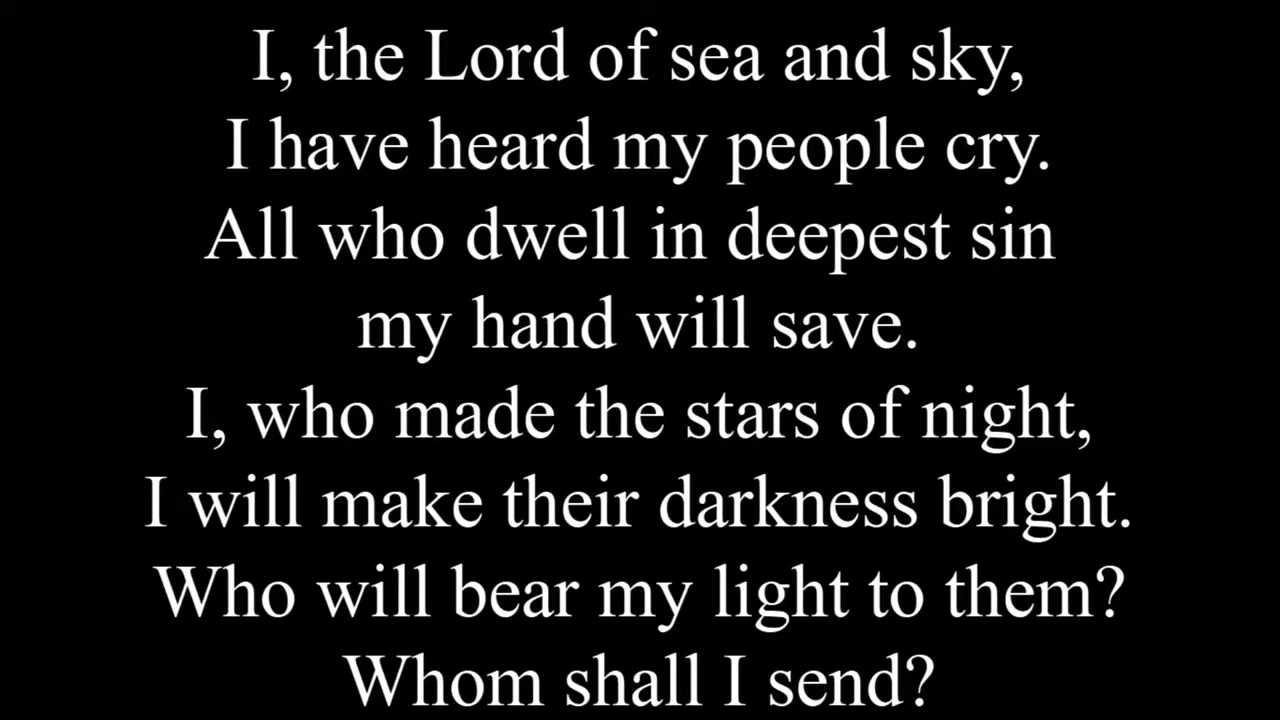 I, the Lord of sea and sky,
I have heard my people cry.
All who dwell in deepest sin
my hand will save.
I, who made the stars of night,
I will make their darkness bright.
Who will bear my light to them?
Whom shall I send?